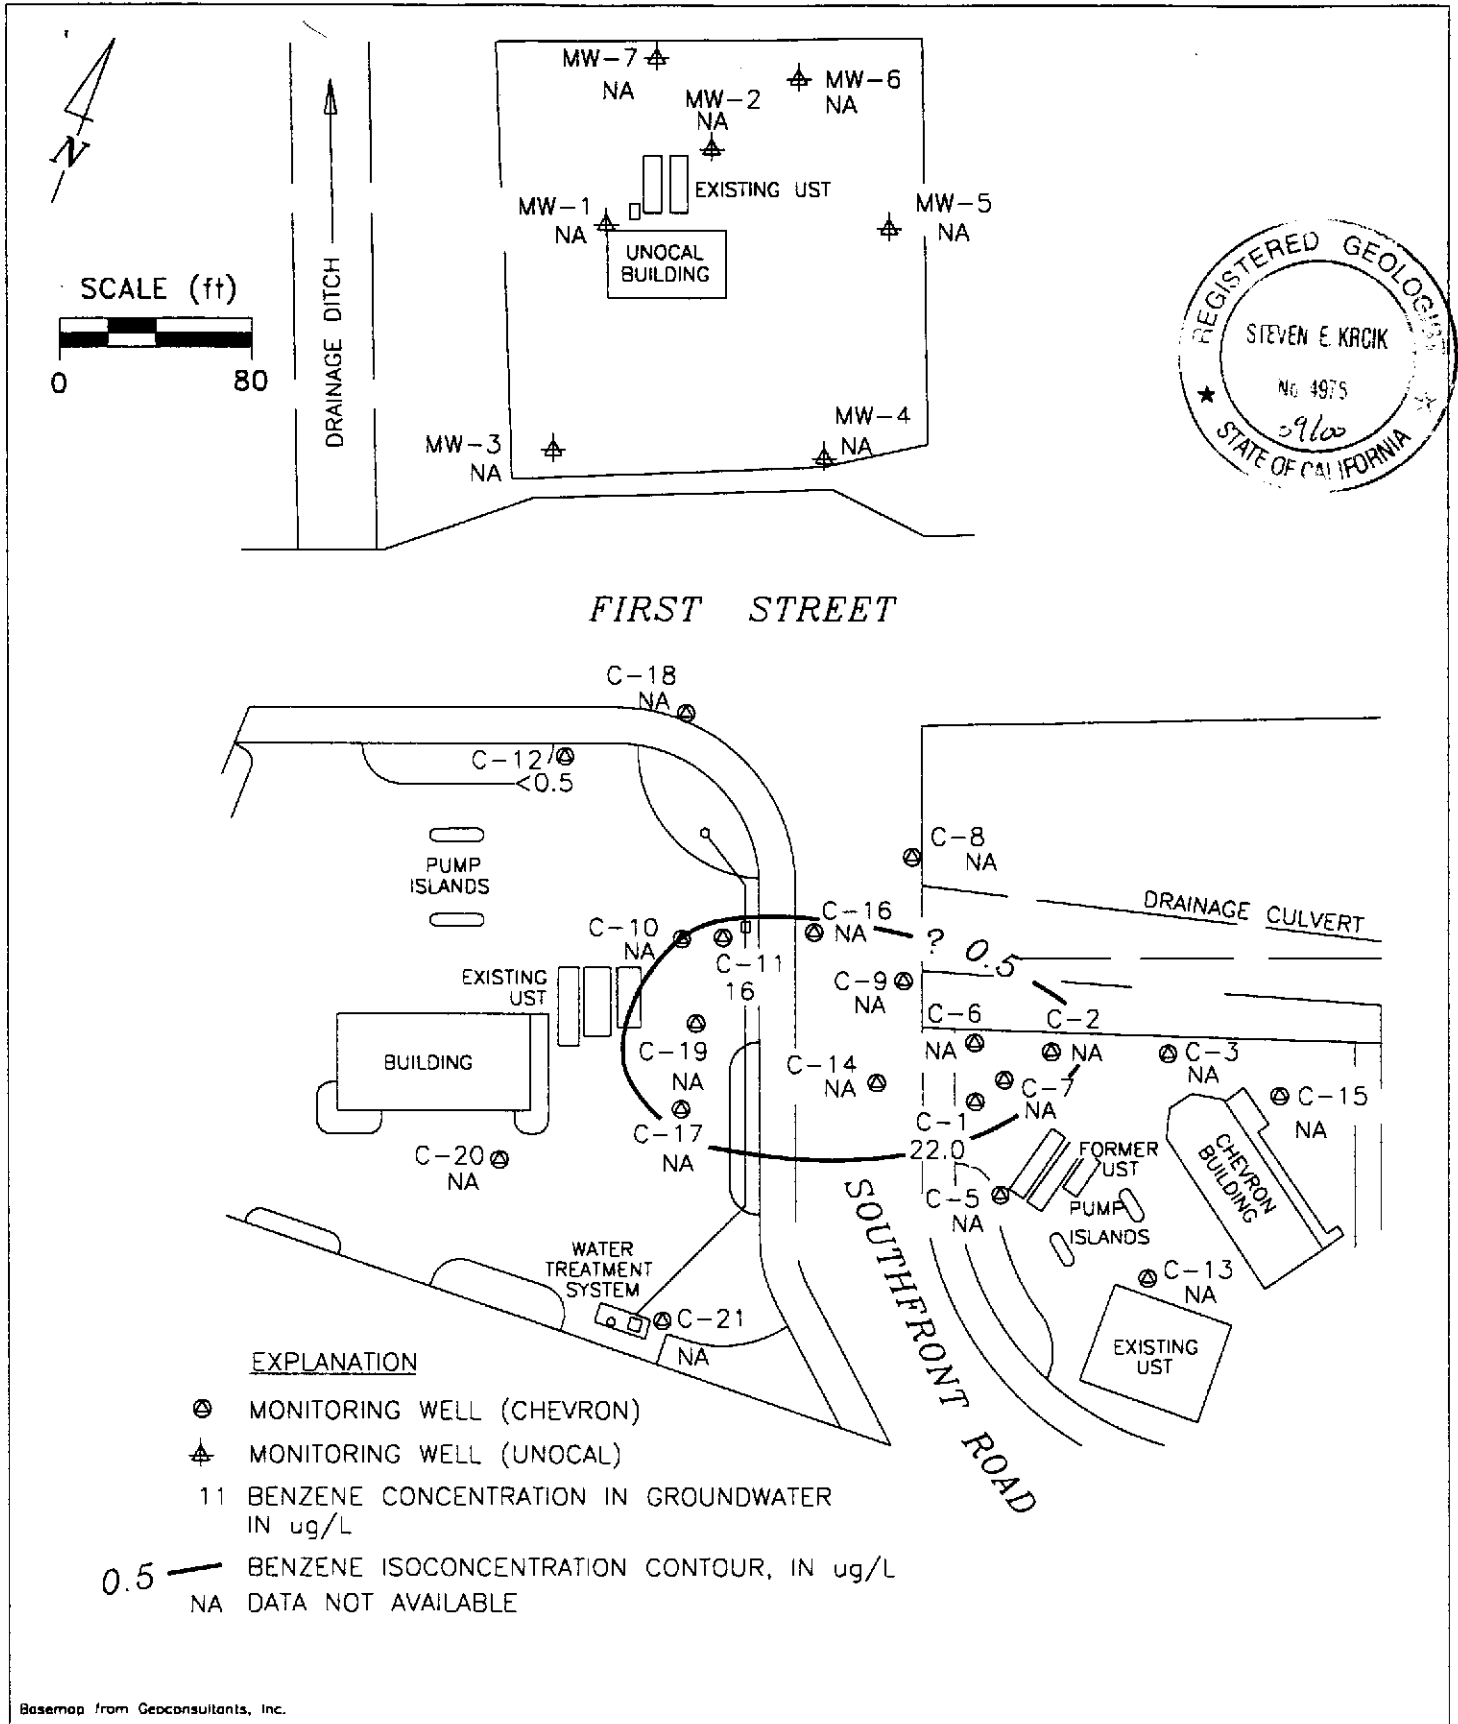 N
SCALE (ft)
0 80
DRAINAGE DITCH
MW-7
NA
MW-6
NA
MW-2
NA
EXISTING UST
MW-1
NA
MW-5
NA
UNOCAL
BUILDING
MW-3
NA
MW-4
NA
REGISTERED GEOLOGIST
STEVEN E. KRCIK
No 4975
09/00
STATE OF CALIFORNIA
FIRST STREET
C-18
NA
C-12
<0.5
PUMP
ISLANDS
C-8
NA
DRAINAGE CULVERT
C-16
NA
? 0.5
C-10
NA
C-11
16
EXISTING
UST
C-9
NA
C-6
NA
C-2
NA
C-3
NA
BUILDING
C-19
NA
C-14
NA
C-7
NA
C-15
NA
C-1
22.0
C-17
NA
C-20
NA
FORMER
UST
CHEVRON
BUILDING
C-5
NA
PUMP
ISLANDS
SOUTHFRONT ROAD
WATER
TREATMENT
SYSTEM
C-13
NA
C-21
NA
EXISTING
UST
EXPLANATION
MONITORING WELL (CHEVRON)
MONITORING WELL (UNOCAL)
11 BENZENE CONCENTRATION IN GROUNDWATER
IN ug/L
0.5 BENZENE ISOCONCENTRATION CONTOUR, IN ug/L
NA DATA NOT AVAILABLE
Basemap from Geoconsultants, Inc.